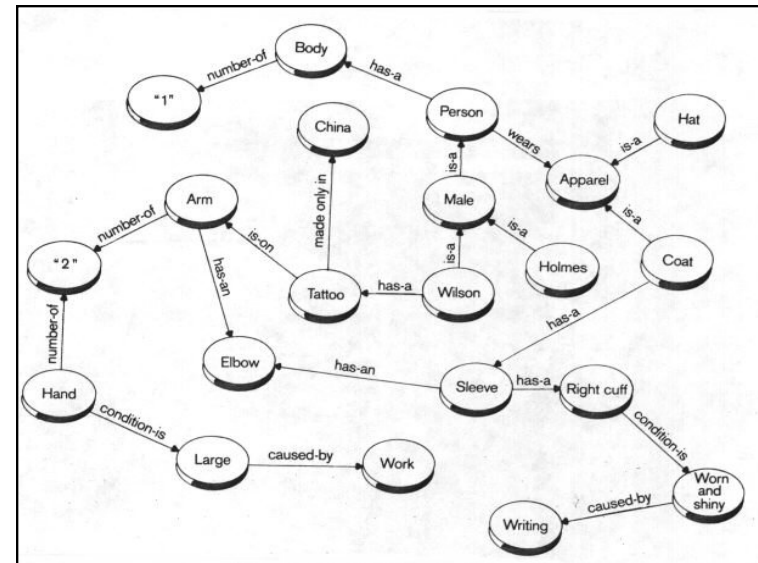 Body
number-of
has-a
"1"
Person
China
Hat
wears
is-a
Apparel
is-a
Arm
Male
made only in
number-of
is-on
is-a
is-a
is-a
"2"
Holmes
Coat
has-an
Tattoo
has-a
Wilson
number-of
has-a
Elbow
has-an
Sleeve
has-a
Right cuff
Hand
condition-is
condition-is
Large
caused-by
Work
Worn
and
shiny
caused-by
Writing